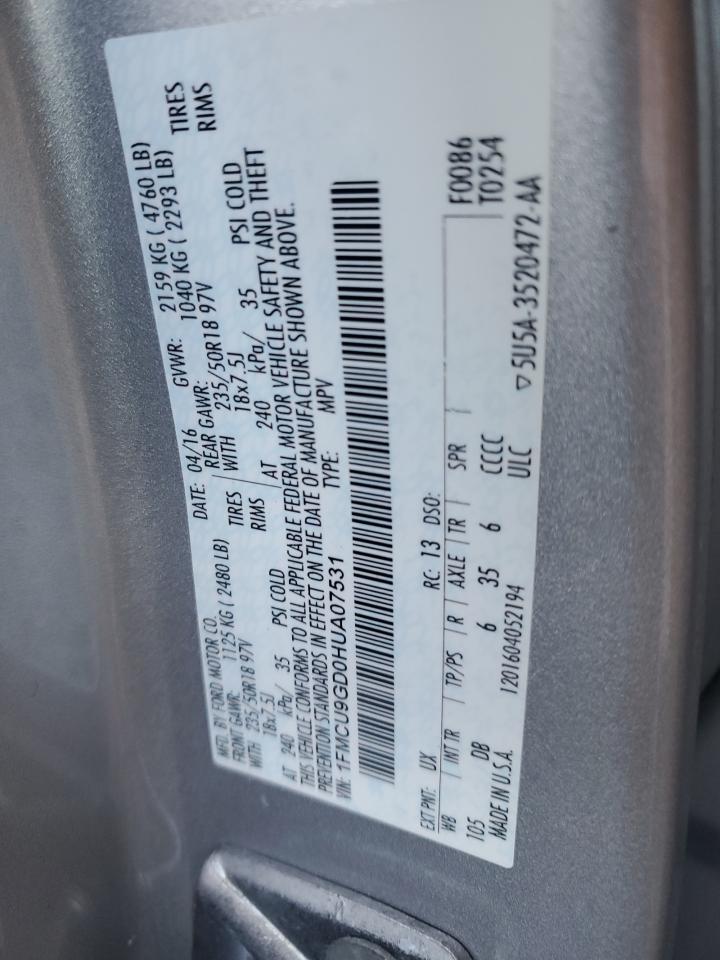 MFD. BY FORD MOTOR CO.
DATE: 04/16 GVWR: 2159 KG ( 4760 LB)
FRONT GAWR: 1125 KG ( 2480 LB)
REAR GAWR: 1040 KG ( 2293 LB)
WITH 235/50R18 97V TIRES
WITH 235/50R18 97V TIRES
18x7.5J RIMS
18x7.5J RIMS
AT 240 kPa/ 35 PSI COLD
AT 240 kPa/ 35 PSI COLD
THIS VEHICLE CONFORMS TO ALL APPLICABLE FEDERAL MOTOR VEHICLE SAFETY AND THEFT
PREVENTION STANDARDS IN EFFECT ON THE DATE OF MANUFACTURE SHOWN ABOVE.
VIN: 1FMCU9GD0HUA07531 TYPE: MPV
EXT PNT: UX RC: 13 DSO: F0086
WB | INT TR | TP/PS | R | AXLE | TR | SPR T0254
105 DB 6 35 6 CCCC
MADE IN U.S.A. 1201604052194 ULC ▽5U5A-3520472-AA